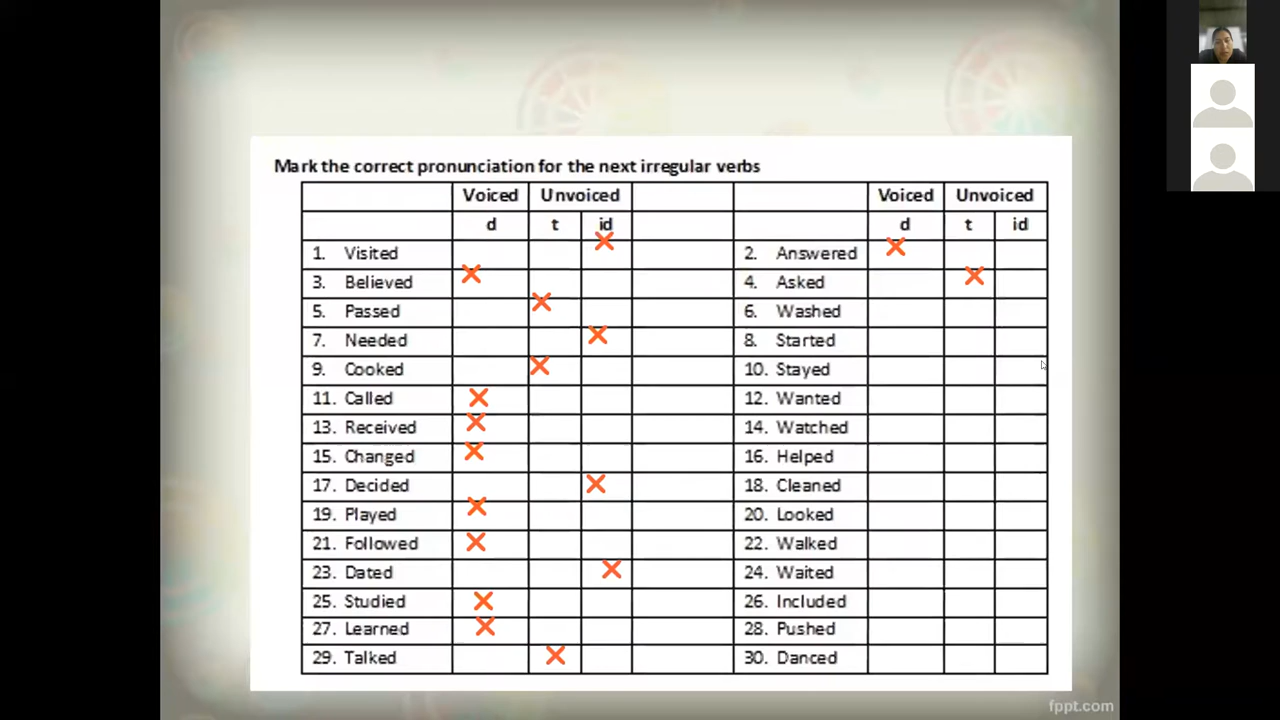 Mark the correct pronunciation for the next irregular verbs
Voiced Unvoiced Voiced Unvoiced
d t id d t id
1. Visited 2. Answered
3. Believed 4. Asked
5. Passed 6. Washed
7. Needed 8. Started
9. Cooked 10. Stayed
11. Called 12. Wanted
13. Received 14. Watched
15. Changed 16. Helped
17. Decided 18. Cleaned
19. Played 20. Looked
21. Followed 22. Walked
23. Dated 24. Waited
25. Studied 26. Included
27. Learned 28. Pushed
29. Talked 30. Danced
fppt.com